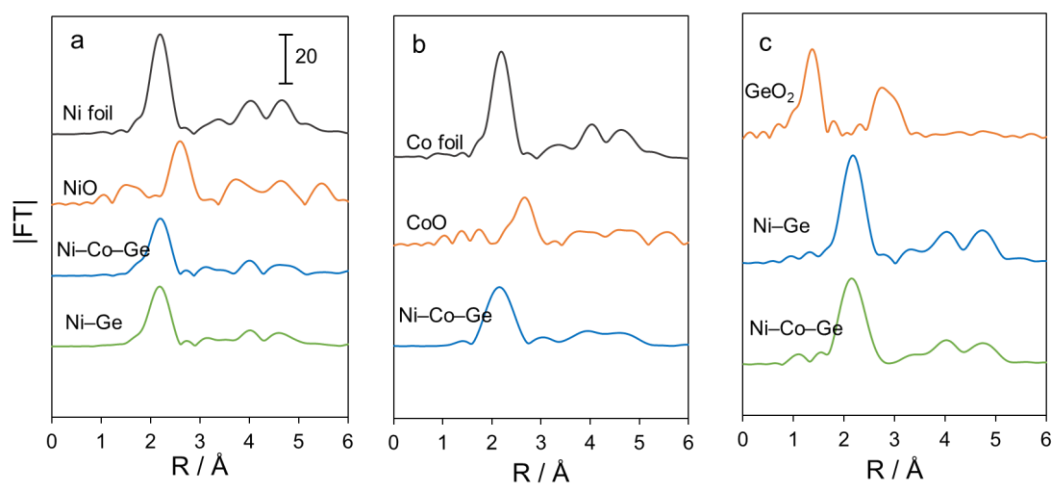 a
20
Ni foil
NiO
Ni–Co–Ge
Ni–Ge
|FT|
0 1 2 3 4 5 6
R / Å
b
Co foil
CoO
Ni–Co–Ge
0 1 2 3 4 5 6
R / Å
c
GeO₂
Ni–Ge
Ni–Co–Ge
0 1 2 3 4 5 6
R / Å